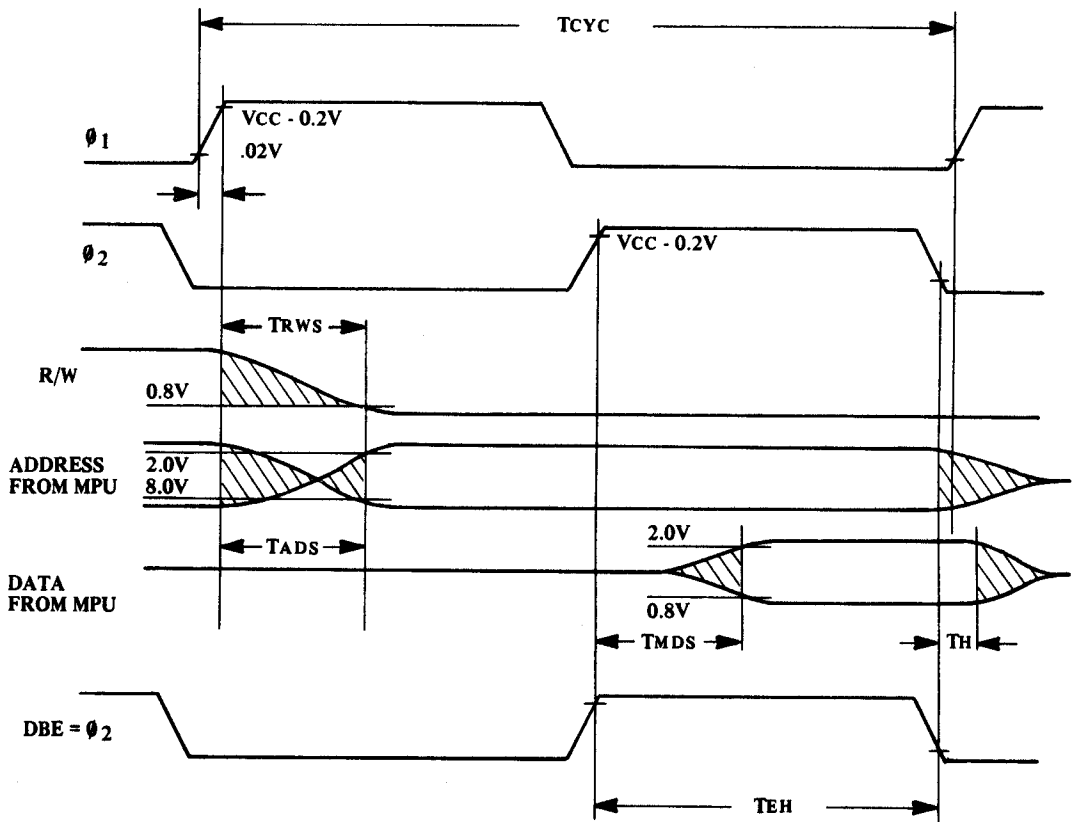 TCYC
ø1
VCC - 0.2V
.02V
ø2
VCC - 0.2V
TRWS
R/W
0.8V
ADDRESS
FROM MPU
2.0V
8.0V
TADS
2.0V
DATA
FROM MPU
0.8V
TMDS
TH
DBE = ø2
TEH